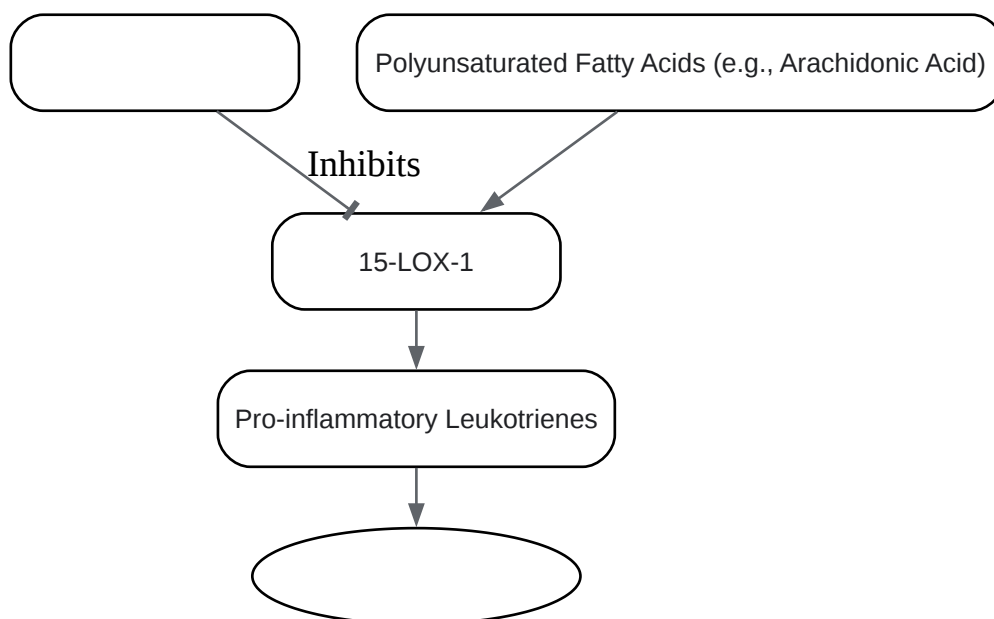 Polyunsaturated Fatty Acids (e.g., Arachidonic Acid)
Inhibits
15-LOX-1
Pro-inflammatory Leukotrienes